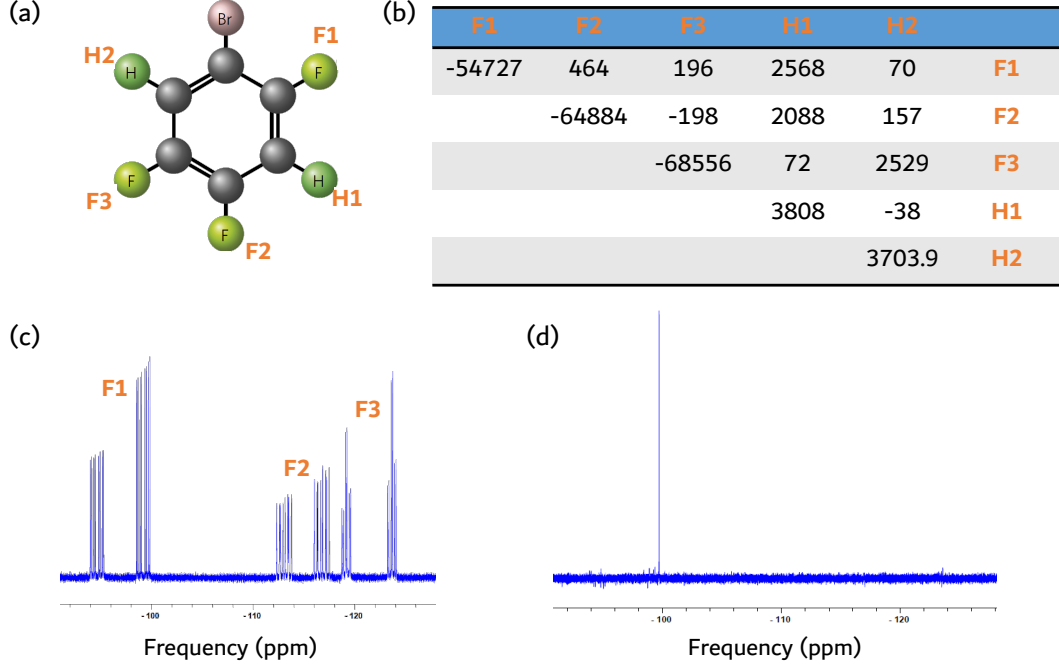 (a)
Br
F1
H2
H
F
F
H
F3
H1
F
F2
(b)
F1 F2 F3 H1 H2
-54727 464 196 2568 70 F1
-64884 -198 2088 157 F2
-68556 72 2529 F3
3808 -38 H1
3703.9 H2
(c)
F1
F2
F3
-100 -110 -120
Frequency (ppm)
(d)
-100 -110 -120
Frequency (ppm)